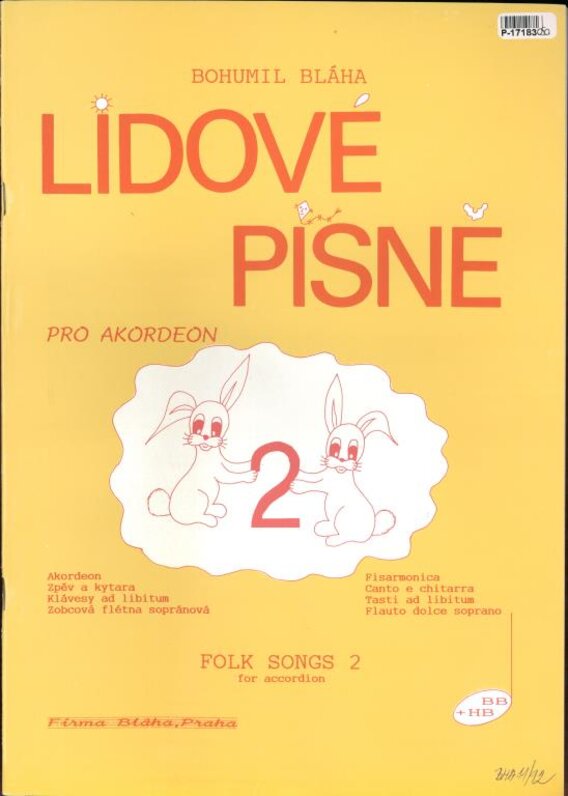 P-17183
BOHUMIL BLÁHA
LIDOVÉ
PÍSNĚ
PRO AKORDEON
2
Akordeon
Zpěv a kytara
Klávesy ad libitum
Zobcová flétna sopránová
Fisarmonica
Canto e chitarra
Tasti ad libitum
Flauto dolce soprano
FOLK SONGS 2
for accordion
BB
+HB
Firma Bláha,Praha